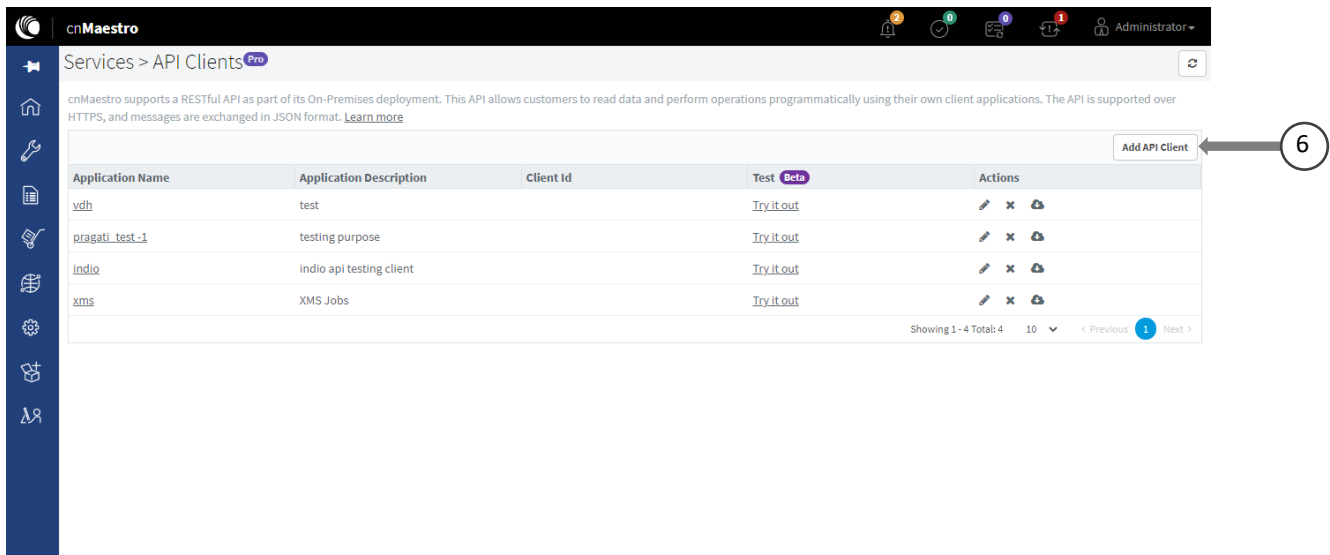 cnMaestro 2 0 0 1 Administrator
Services > API Clients Pro
cnMaestro supports a RESTful API as part of its On-Premises deployment. This API allows customers to read data and perform operations programmatically using their own client applications. The API is supported over
HTTPS, and messages are exchanged in JSON format. Learn more
Add API Client 6
Application Name Application Description Client Id Test Beta Actions
vdh test Try it out
pragati_test-1 testing purpose Try it out
indio indio api testing client Try it out
xms XMS Jobs Try it out
Showing 1 - 4 Total: 4 10 < Previous 1 Next >